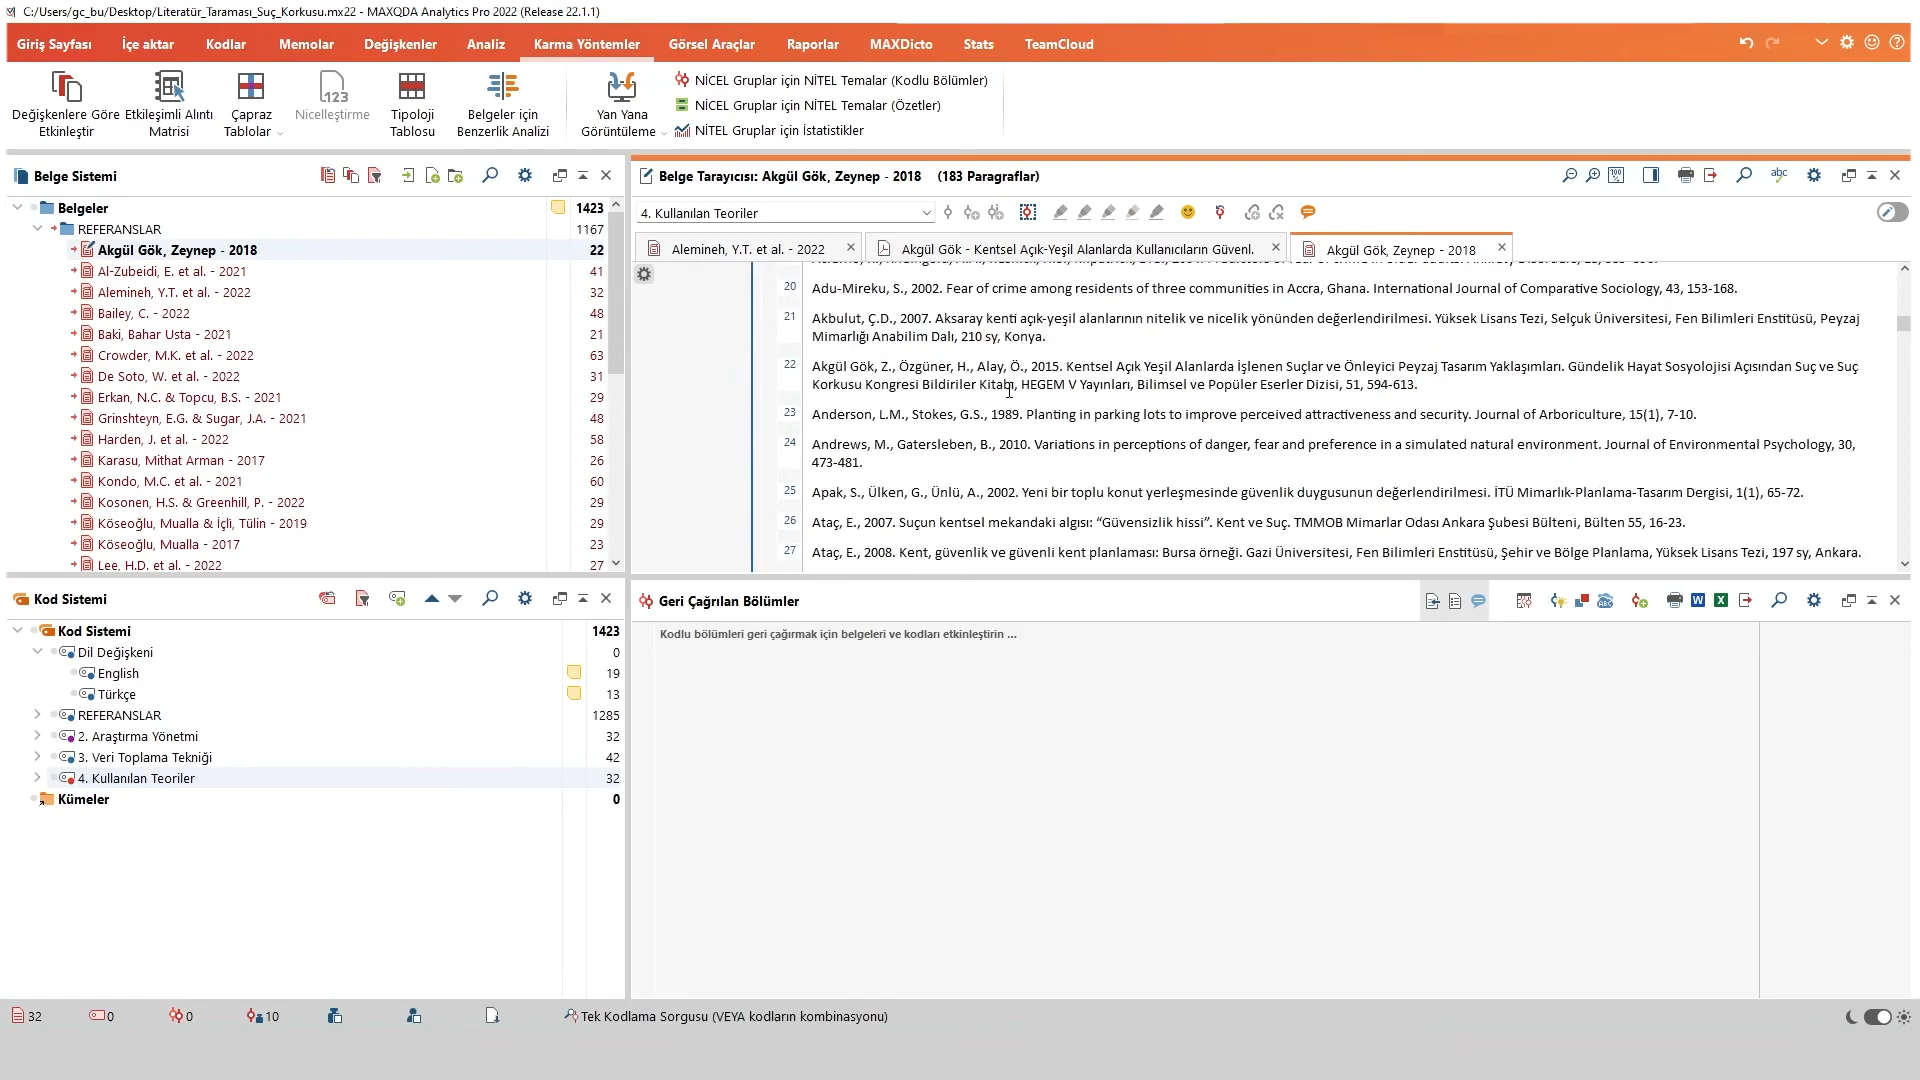 C:/Users/gc_bu/Desktop/Literatür_Taraması_Suç_Korkusu.mx22 - MAXQDA Analytics Pro 2022 (Release 22.1.1)
Giriş Sayfası İçe aktar Kodlar Memolar Değişkenler Analiz Karma Yöntemler Görsel Araçlar Raporlar MAXDicto Stats TeamCloud
Değişkenlere Göre Etkinleştir
Etkileşimli Alıntı Matrisi
Çapraz Tablolar
123
Nicelleştirme
Tipoloji Tablosu
Belgeler için Benzerlik Analizi
Yan Yana Görüntüleme
NİCEL Gruplar için NİTEL Temalar (Kodlu Bölümler)
NİCEL Gruplar için NİTEL Temalar (Özetler)
NİTEL Gruplar için İstatistikler
Belge Sistemi
Belgeler 1423
REFERANSLAR 1167
Akgül Gök, Zeynep - 2018 22
Al-Zubeidi, E. et al. - 2021 41
Alemineh, Y.T. et al. - 2022 32
Bailey, C. - 2022 48
Baki, Bahar Usta - 2021 21
Crowder, M.K. et al. - 2022 63
De Soto, W. et al. - 2022 31
Erkan, N.C. & Topcu, B.S. - 2021 29
Grinshteyn, E.G. & Sugar, J.A. - 2021 48
Harden, J. et al. - 2022 58
Karasu, Mithat Arman - 2017 26
Kondo, M.C. et al. - 2021 60
Kosonen, H.S. & Greenhill, P. - 2022 29
Köseoğlu, Mualla & İçli, Tülin - 2019 29
Köseoğlu, Mualla - 2017 23
Lee, H.D. et al. - 2022 27
Belge Tarayıcısı: Akgül Gök, Zeynep - 2018 (183 Paragraflar)
100 %
abc
4. Kullanılan Teoriler
Alemineh, Y.T. et al. - 2022
Akgül Gök - Kentsel Açık-Yeşil Alanlarda Kullanıcıların Güvenl.
Akgül Gök, Zeynep - 2018
20 Adu-Mireku, S., 2002. Fear of crime among residents of three communities in Accra, Ghana. International Journal of Comparative Sociology, 43, 153-168.
21 Akbulut, Ç.D., 2007. Aksaray kenti açık-yeşil alanlarının nitelik ve nicelik yönünden değerlendirilmesi. Yüksek Lisans Tezi, Selçuk Üniversitesi, Fen Bilimleri Enstitüsü, Peyzaj
Mimarlığı Anabilim Dalı, 210 sy, Konya.
22 Akgül Gök, Z., Özgüner, H., Alay, Ö., 2015. Kentsel Açık Yeşil Alanlarda İşlenen Suçlar ve Önleyici Peyzaj Tasarım Yaklaşımları. Gündelik Hayat Sosyolojisi Açısından Suç ve Suç
Korkusu Kongresi Bildiriler Kitabı, HEGEM V Yayınları, Bilimsel ve Popüler Eserler Dizisi, 51, 594-613.
23 Anderson, L.M., Stokes, G.S., 1989. Planting in parking lots to improve perceived attractiveness and security. Journal of Arboriculture, 15(1), 7-10.
24 Andrews, M., Gatersleben, B., 2010. Variations in perceptions of danger, fear and preference in a simulated natural environment. Journal of Environmental Psychology, 30,
473-481.
25 Apak, S., Ülken, G., Ünlü, A., 2002. Yeni bir toplu konut yerleşmesinde güvenlik duygusunun değerlendirilmesi. İTÜ Mimarlık-Planlama-Tasarım Dergisi, 1(1), 65-72.
26 Ataç, E., 2007. Suçun kentsel mekandaki algısı: “Güvensizlik hissi”. Kent ve Suç. TMMOB Mimarlar Odası Ankara Şubesi Bülteni, Bülten 55, 16-23.
27 Ataç, E., 2008. Kent, güvenlik ve güvenli kent planlaması: Bursa örneği. Gazi Üniversitesi, Fen Bilimleri Enstitüsü, Şehir ve Bölge Planlama, Yüksek Lisans Tezi, 197 sy, Ankara.
Kod Sistemi
Kod Sistemi 1423
Dil Değişkeni 0
English 19
Türkçe 13
REFERANSLAR 1285
2. Araştırma Yönetmi 32
3. Veri Toplama Tekniği 42
4. Kullanılan Teoriler 32
Kümeler 0
Geri Çağrılan Bölümler
Kodlu bölümleri geri çağırmak için belgeleri ve kodları etkinleştirin ...
32 0 0 10 Tek Kodlama Sorgusu (VEYA kodların kombinasyonu)